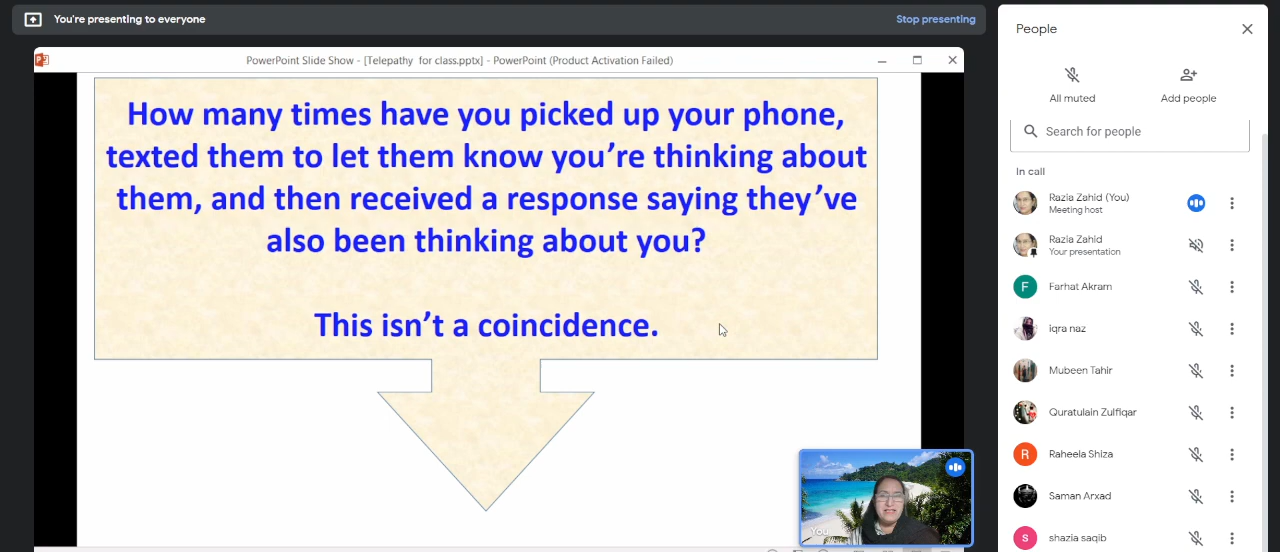 You're presenting to everyone
Stop presenting
PowerPoint Slide Show - [Telepathy for class.pptx] - PowerPoint (Product Activation Failed)
How many times have you picked up your phone,
texted them to let them know you're thinking about
them, and then received a response saying they've
also been thinking about you?
This isn't a coincidence.
You
People
All muted
Add people
Search for people
In call
Razia Zahid (You)
Meeting host
Razia Zahid
Your presentation
F Farhat Akram
iqra naz
Mubeen Tahir
Quratulain Zulfiqar
R Raheela Shiza
Saman Arxad
S shazia saqib